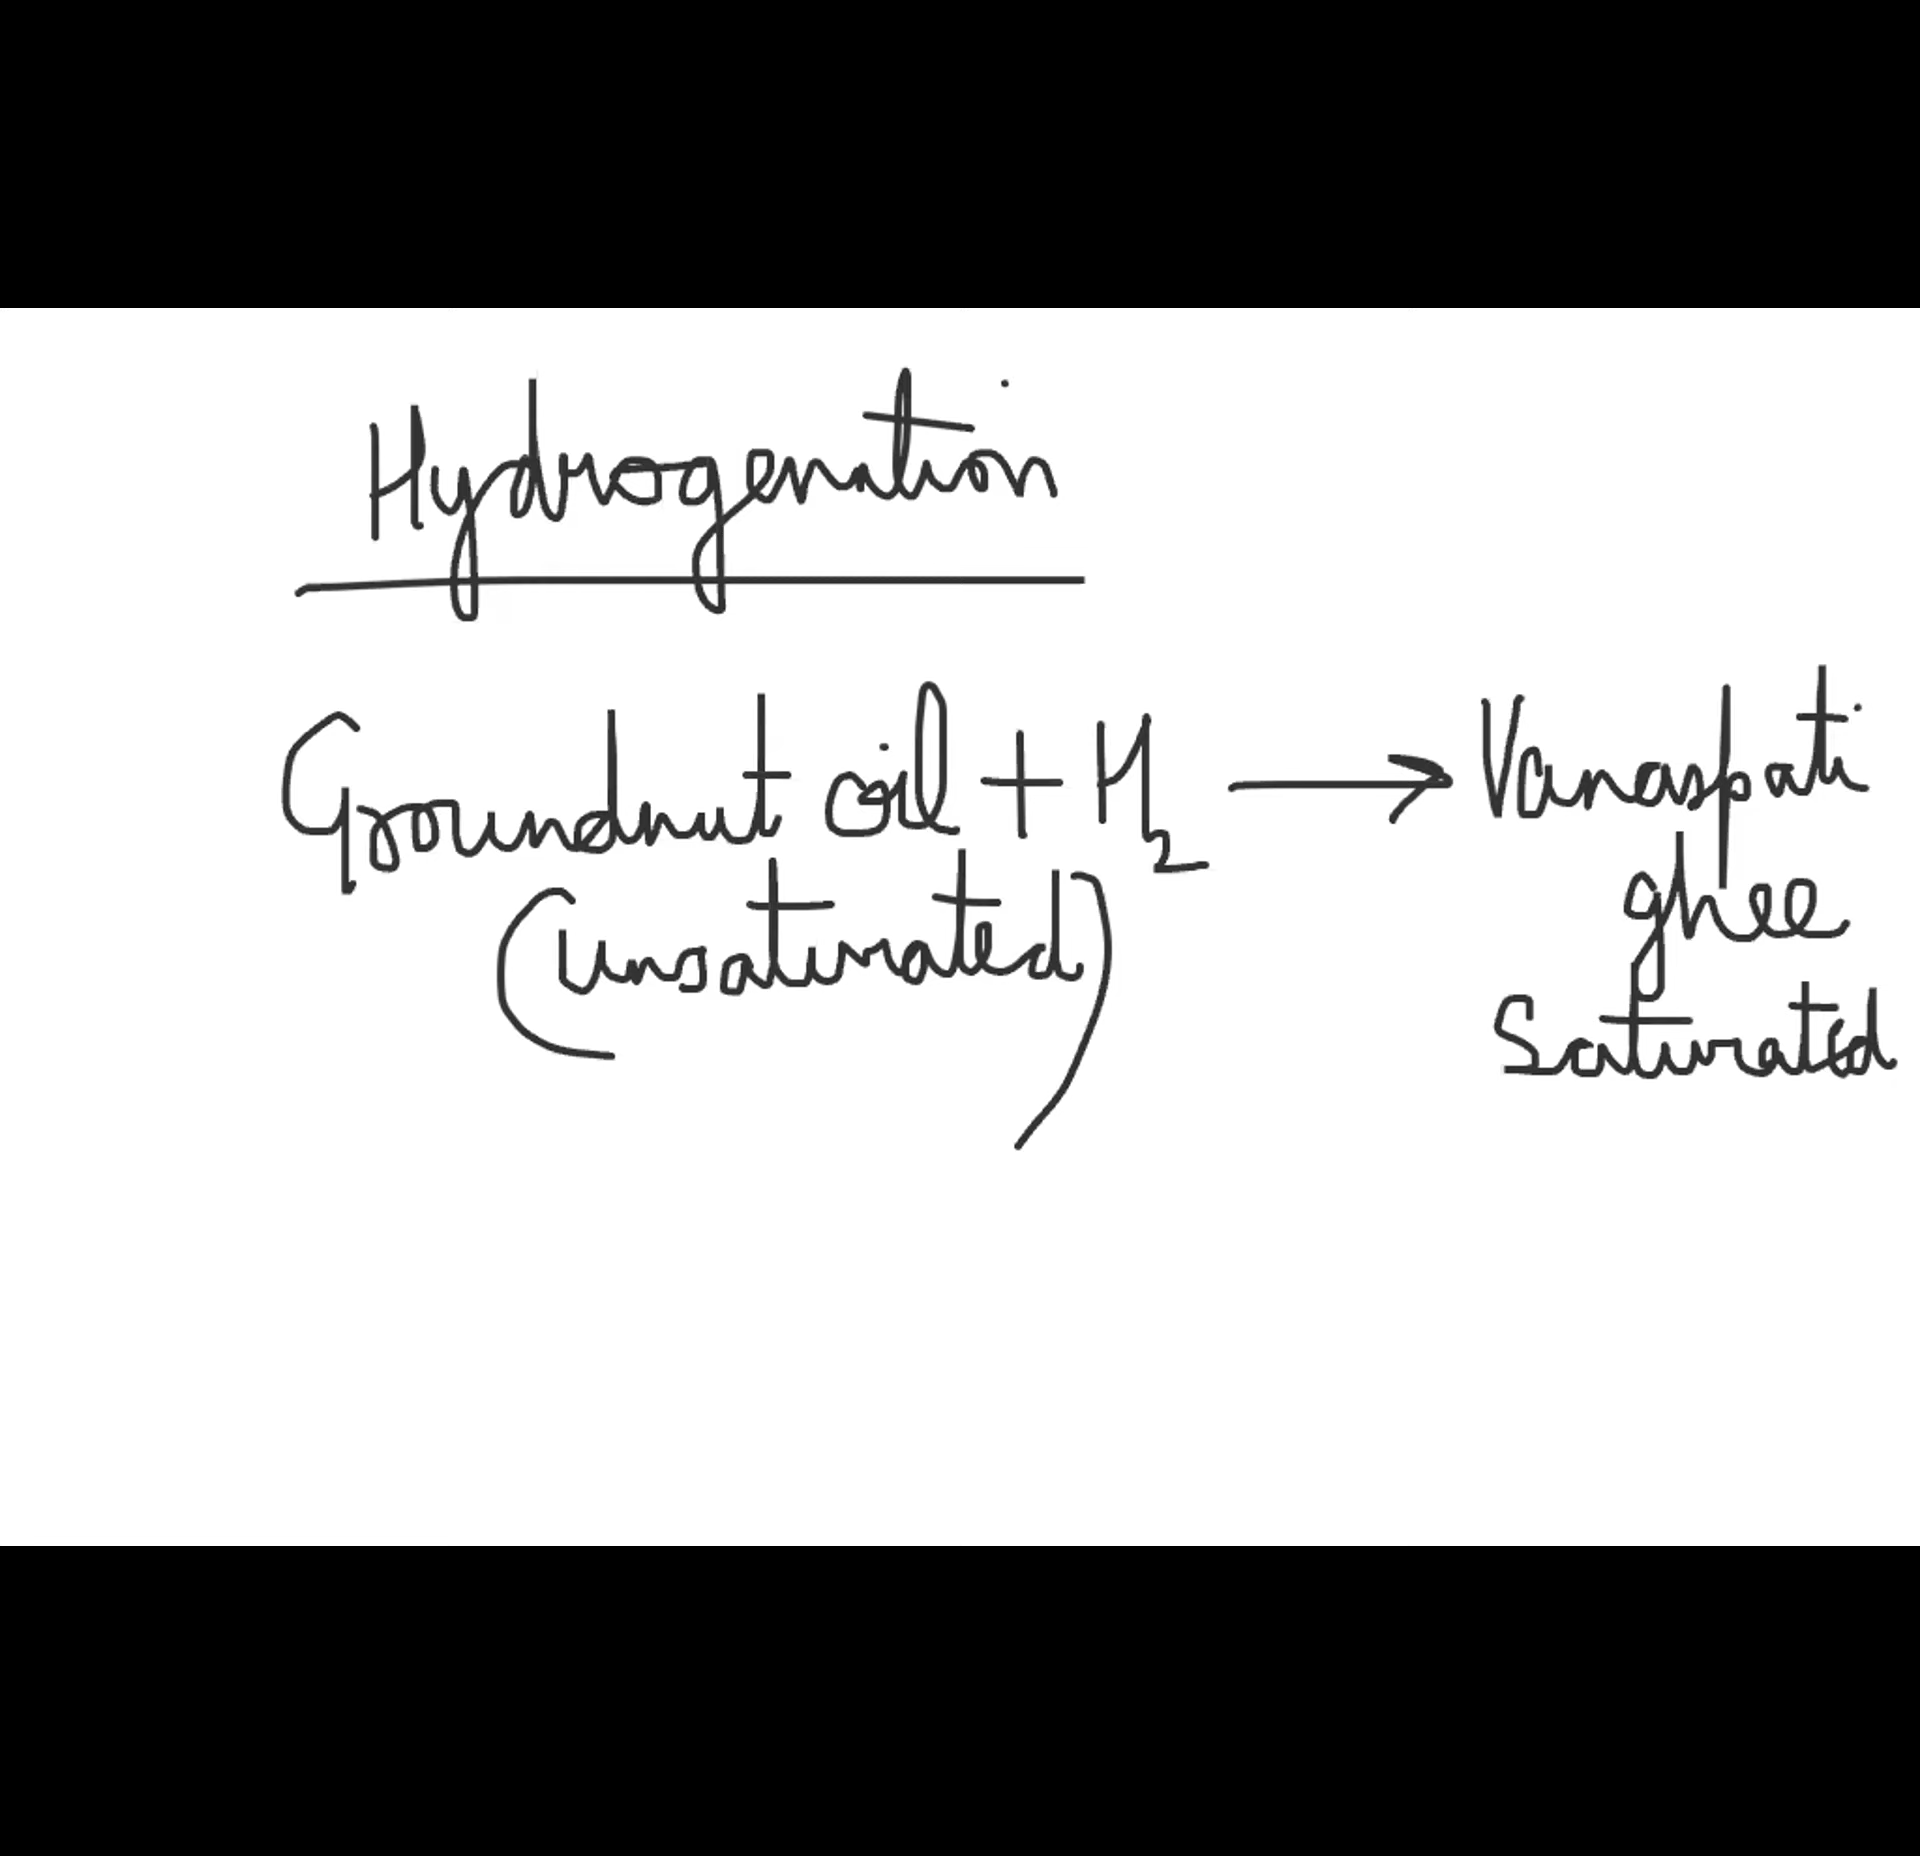 Hydrogenation
Groundnut oil + H₂ → Vanaspati
ghee
(Unsaturated)
Saturated